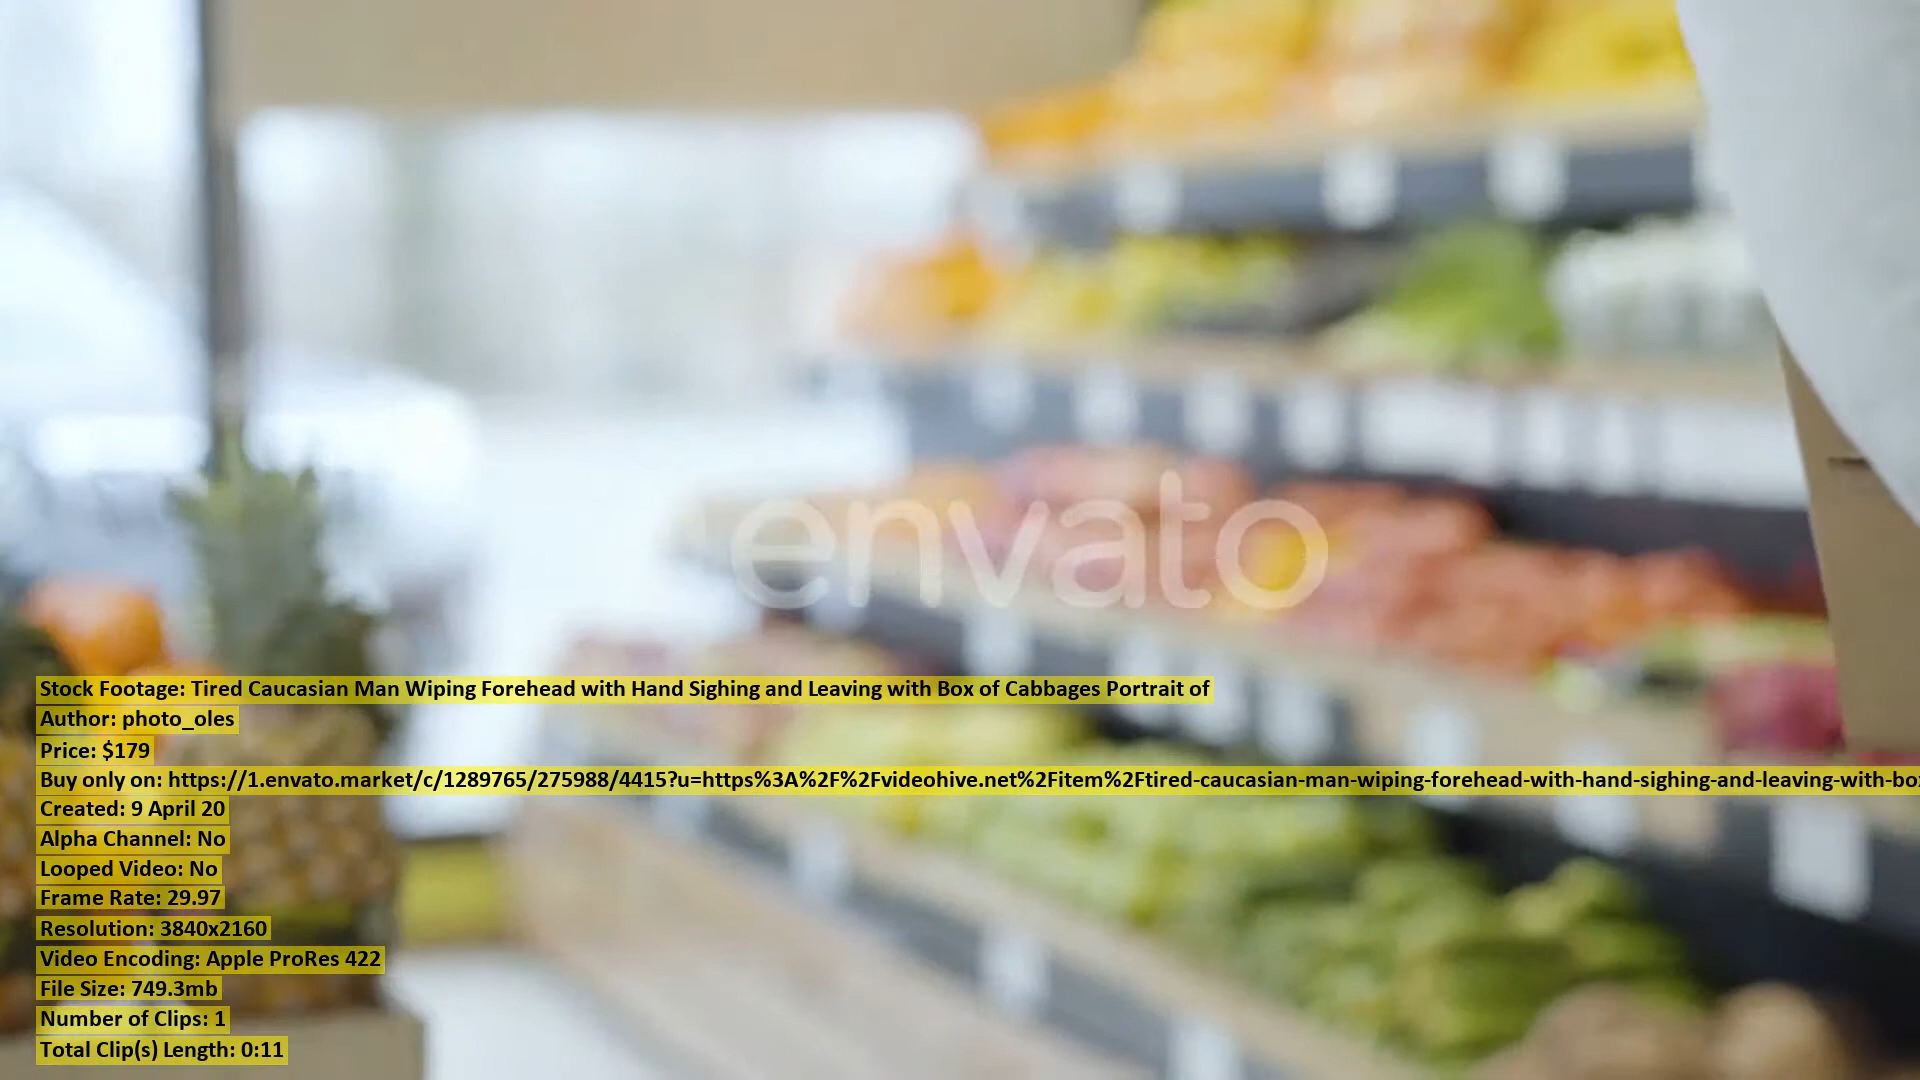 envato
Stock Footage: Tired Caucasian Man Wiping Forehead with Hand Sighing and Leaving with Box of Cabbages Portrait of
Author: photo_oles
Price: $179
Buy only on: https://1.envato.market/c/1289765/275988/4415?u=https%3A%2F%2Fvideohive.net%2Fitem%2Ftired-caucasian-man-wiping-forehead-with-hand-sighing-and-leaving-with-box
Created: 9 April 20
Alpha Channel: No
Looped Video: No
Frame Rate: 29.97
Resolution: 3840x2160
Video Encoding: Apple ProRes 422
File Size: 749.3mb
Number of Clips: 1
Total Clip(s) Length: 0:11